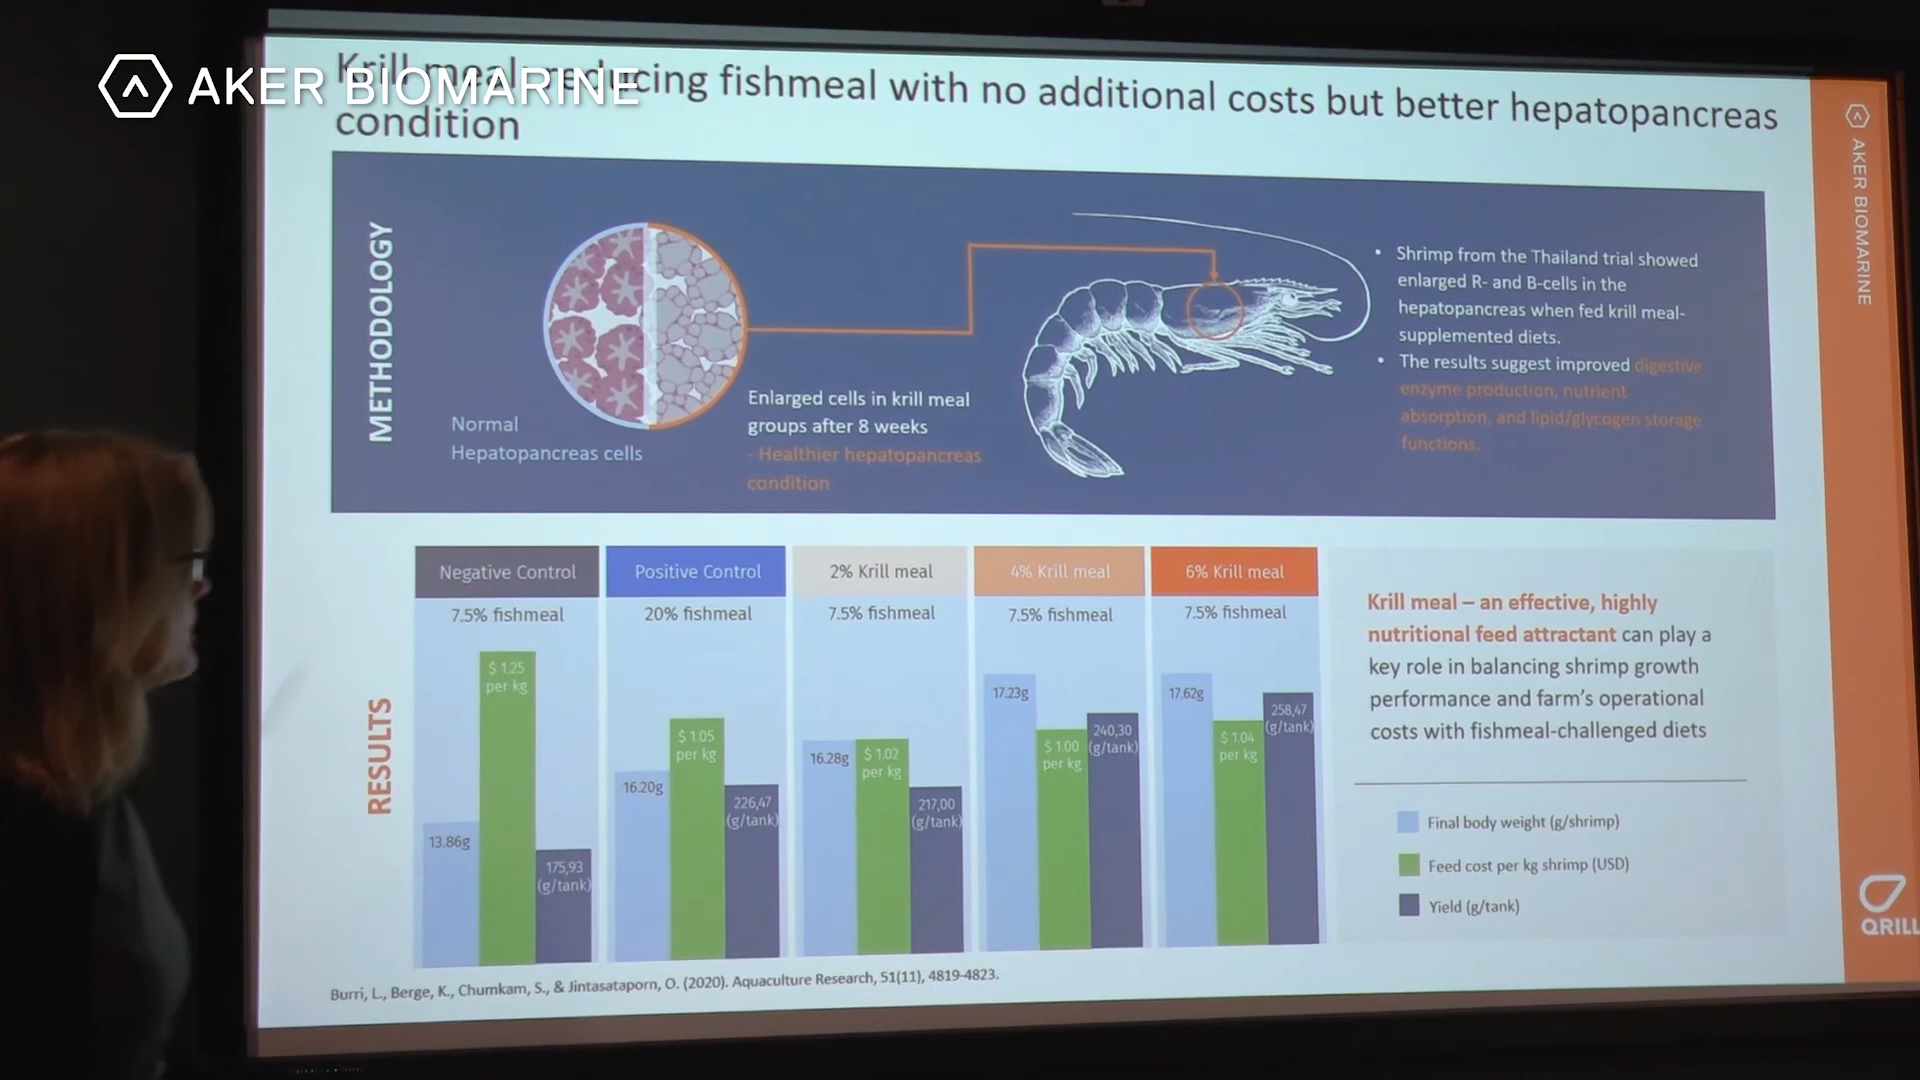 AKER BIOMARINE
Krill meal: reducing fishmeal with no additional costs but better hepatopancreas
condition
AKER BIOMARINE
METHODOLOGY
Normal
Hepatopancreas cells
Enlarged cells in krill meal
groups after 8 weeks
- Healthier hepatopancreas
condition
• Shrimp from the Thailand trial showed
enlarged R- and B-cells in the
hepatopancreas when fed krill meal-
supplemented diets.
• The results suggest improved digestive
enzyme production, nutrient
absorption, and lipid/glycogen storage
functions.
RESULTS
Negative Control
7.5% fishmeal
13.86g
$ 1.25
per kg
175,93
(g/tank)
Positive Control
20% fishmeal
16.20g
$ 1.05
per kg
226,47
(g/tank)
2% Krill meal
7.5% fishmeal
16.28g
$ 1.02
per kg
217,00
(g/tank)
4% Krill meal
7.5% fishmeal
17.23g
$ 1.00
per kg
240,30
(g/tank)
6% Krill meal
7.5% fishmeal
17.62g
$ 1.04
per kg
258,47
(g/tank)
Krill meal – an effective, highly
nutritional feed attractant can play a
key role in balancing shrimp growth
performance and farm's operational
costs with fishmeal-challenged diets
Final body weight (g/shrimp)
Feed cost per kg shrimp (USD)
Yield (g/tank)
QRILL
Burri, L., Berge, K., Chumkam, S., & Jintasataporn, O. (2020). Aquaculture Research, 51(11), 4819-4823.